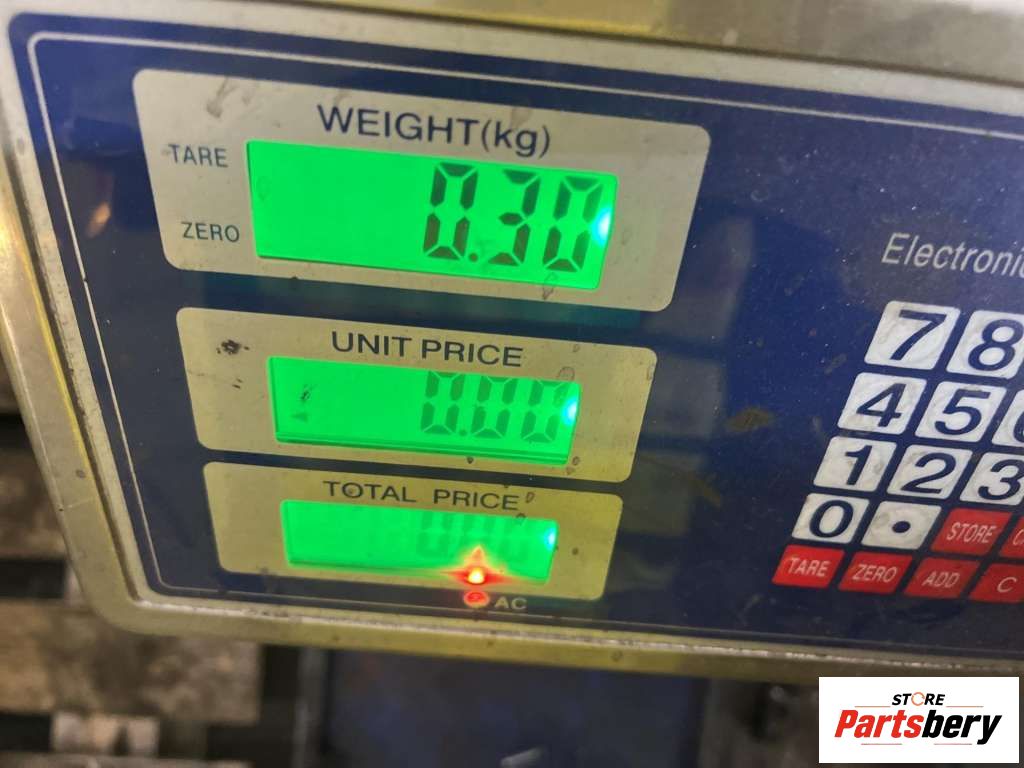 WEIGHT(kg)
TARE
0.30
ZERO
UNIT PRICE
0.00
TOTAL PRICE
AC
7 8
4 5
1 2 3
0 . STORE
TARE ZERO ADD C
STORE
Partsbery